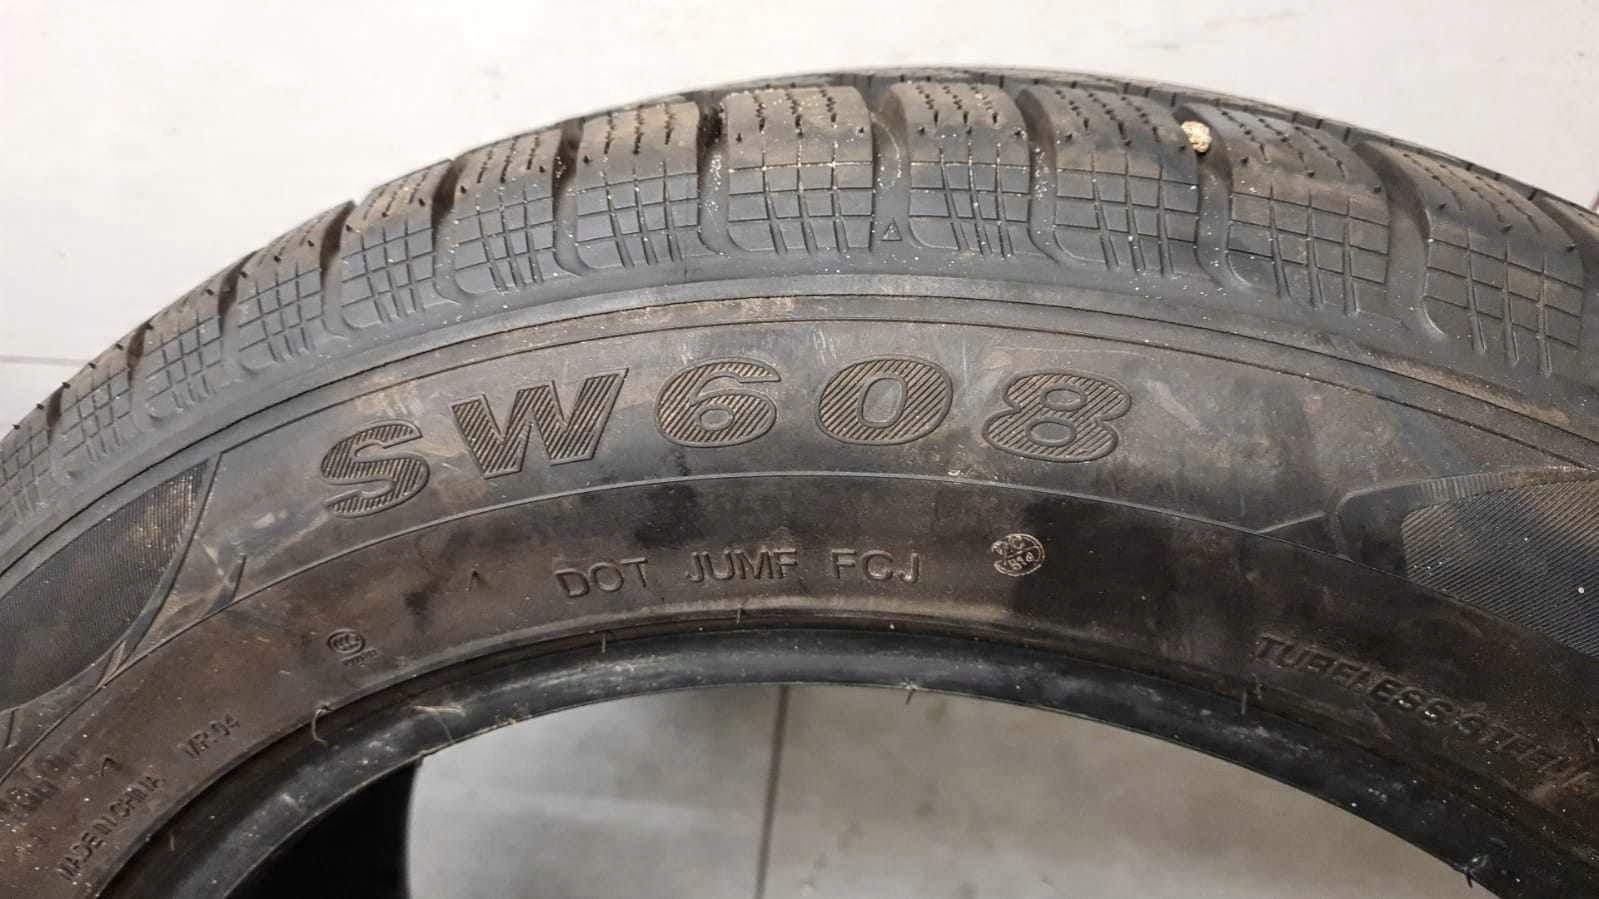 SW608
DOT JUMF FCJ
TUBELESS STEEL
MADE IN CHINA